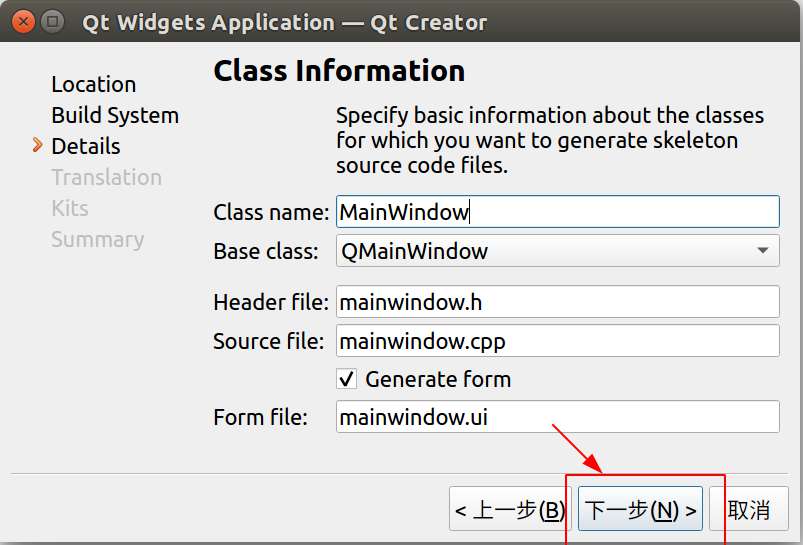 Qt Widgets Application — Qt Creator
Location
Build System
Details
Translation
Kits
Summary
Class Information
Specify basic information about the classes
for which you want to generate skeleton
source code files.
Class name: MainWindow
Base class: QMainWindow
Header file: mainwindow.h
Source file: mainwindow.cpp
Generate form
Form file: mainwindow.ui
< 上一步(B) 下一步(N) > 取消